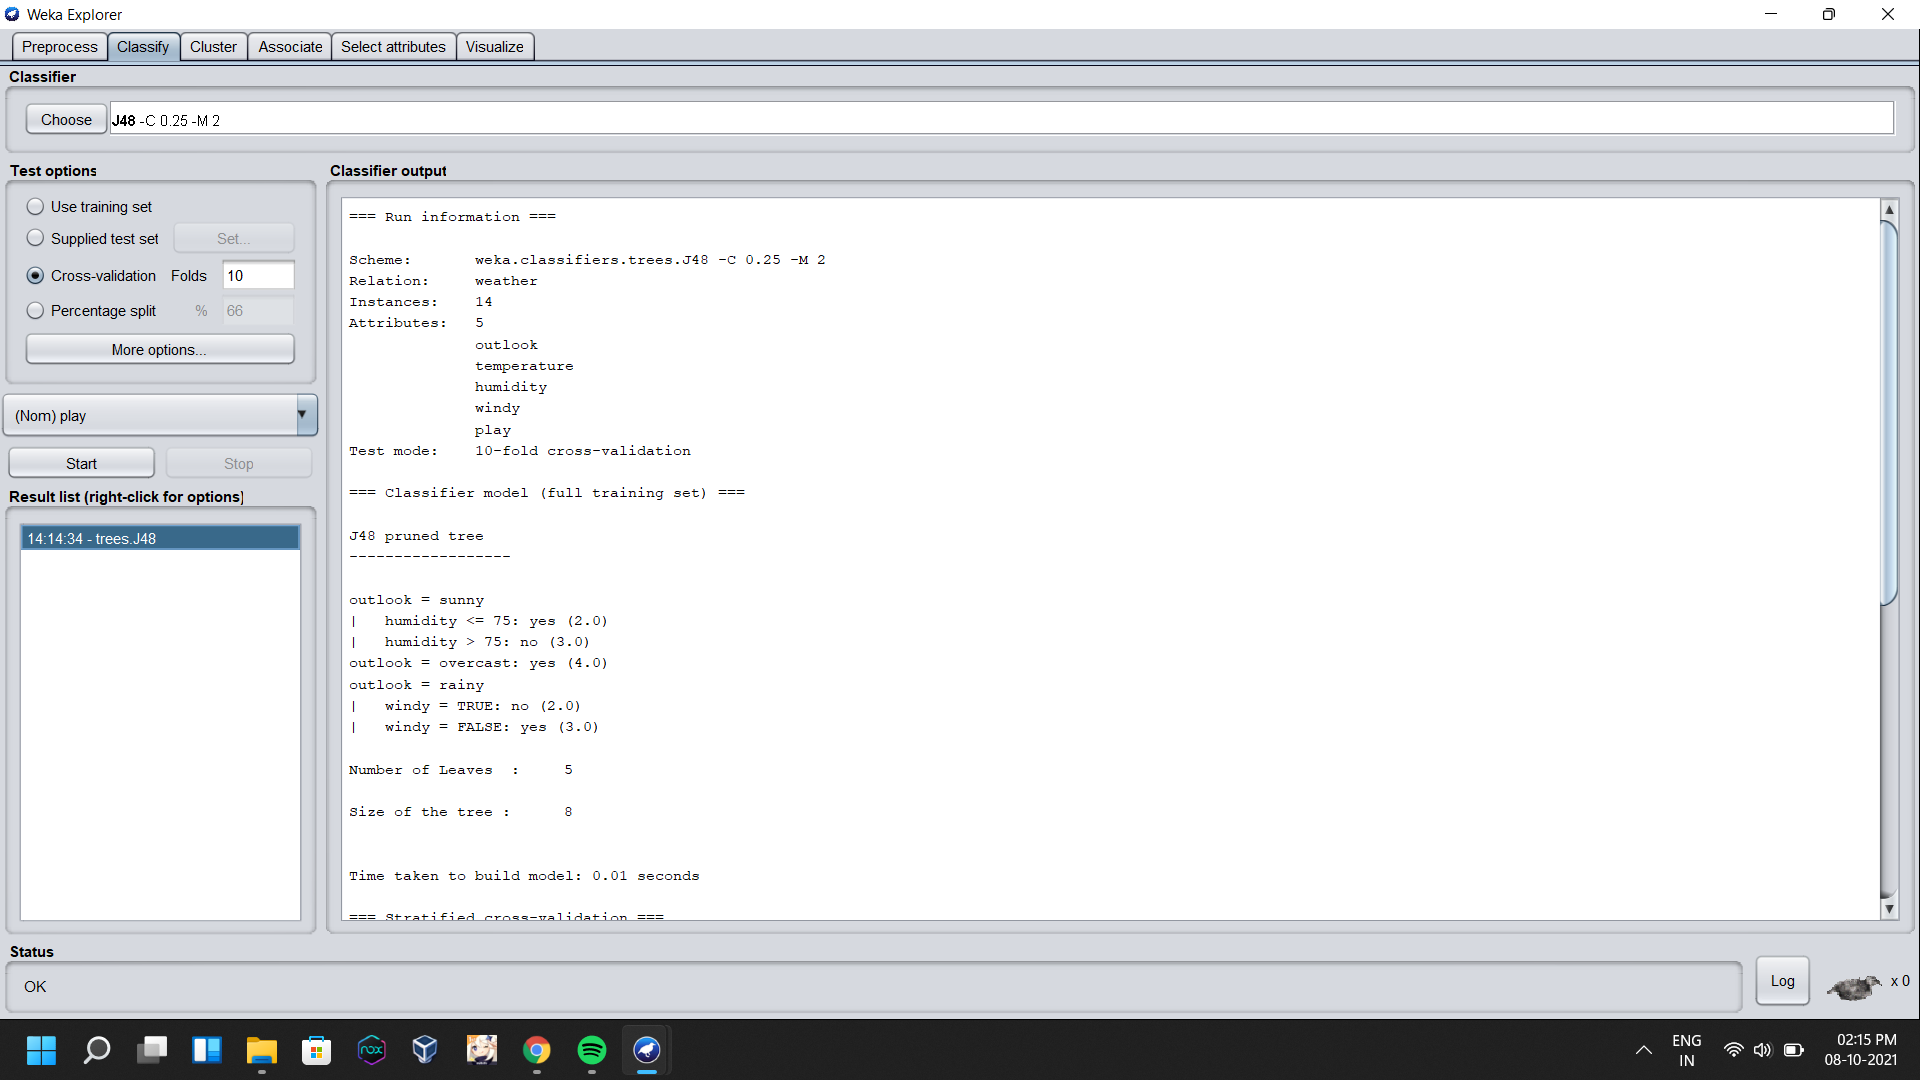 Weka Explorer
Preprocess Classify Cluster Associate Select attributes Visualize
Classifier
Choose J48 -C 0.25 -M 2
Test options
Use training set
Supplied test set Set...
Cross-validation Folds 10
Percentage split % 66
More options...
(Nom) play
Start Stop
Result list (right-click for options)
14:14:34 - trees.J48
Classifier output
=== Run information ===
Scheme: weka.classifiers.trees.J48 -C 0.25 -M 2
Relation: weather
Instances: 14
Attributes: 5
outlook
temperature
humidity
windy
play
Test mode: 10-fold cross-validation
=== Classifier model (full training set) ===
J48 pruned tree
------------------
outlook = sunny
| humidity <= 75: yes (2.0)
| humidity > 75: no (3.0)
outlook = overcast: yes (4.0)
outlook = rainy
| windy = TRUE: no (2.0)
| windy = FALSE: yes (3.0)
Number of Leaves : 5
Size of the tree : 8
Time taken to build model: 0.01 seconds
=== Stratified cross-validation ===
Status
OK
Log x 0
nox
ENG
IN
02:15 PM
08-10-2021